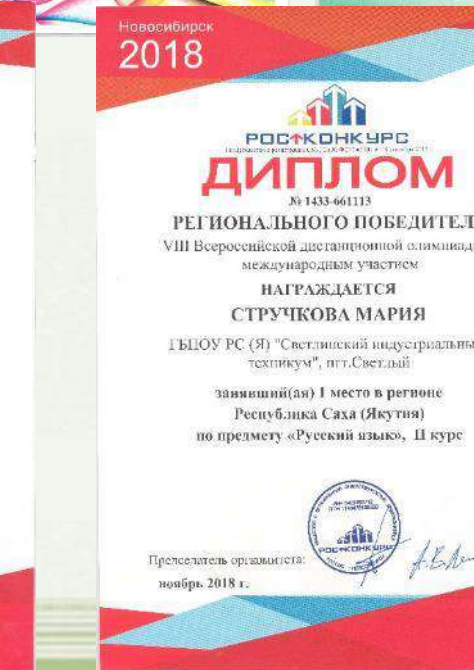 Новосибирск
2018
РОСТКОНКУРС
ДИПЛОМ
№ 1433-661113
РЕГИОНАЛЬНОГО ПОБЕДИТЕЛ
VIII Всероссийской дистанционной олимпиад
международным участием
НАГРАЖДАЕТСЯ
СТРУЧКОВА МАРИЯ
ГБПОУ РС (Я) "Светлинский индустриальны
техникум", пгт.Светлый
занявший(ая) 1 место в регионе
Республика Саха (Якутия)
по предмету «Русский язык», II курс
РОСТКОНКУРС
Председатель оргкомитета:
ноябрь 2018 г.